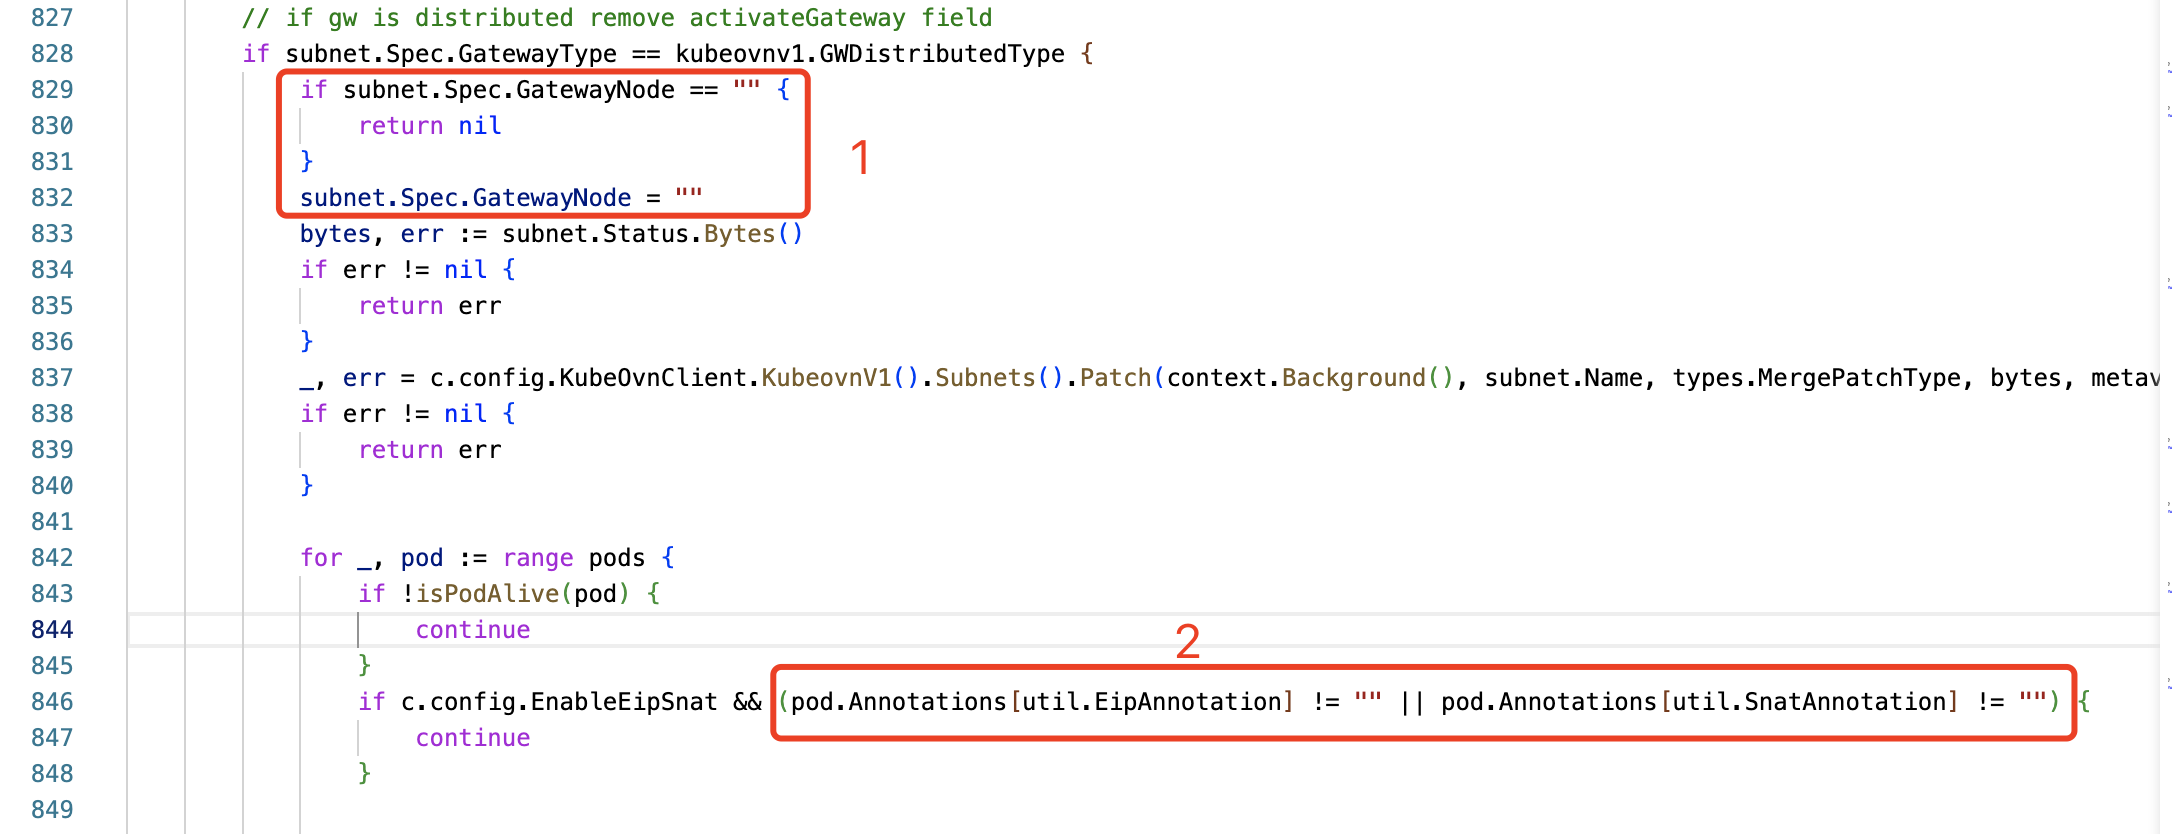 827 // if gw is distributed remove activateGateway field
828 if subnet.Spec.GatewayType == kubeovnv1.GWDistributedType {
829 if subnet.Spec.GatewayNode == "" {
830 return nil
1
831 }
832 subnet.Spec.GatewayNode = ""
833 bytes, err := subnet.Status.Bytes()
834 if err != nil {
835 return err
836 }
837 _, err = c.config.KubeOvnClient.KubeovnV1().Subnets().Patch(context.Background(), subnet.Name, types.MergePatchType, bytes, metav
838 if err != nil {
839 return err
840 }
841
842 for _, pod := range pods {
843 if !isPodAlive(pod) {
844 continue
2
845 }
846 if c.config.EnableEipSnat && (pod.Annotations[util.EipAnnotation] != "" || pod.Annotations[util.SnatAnnotation] != "") {
847 continue
848 }
849